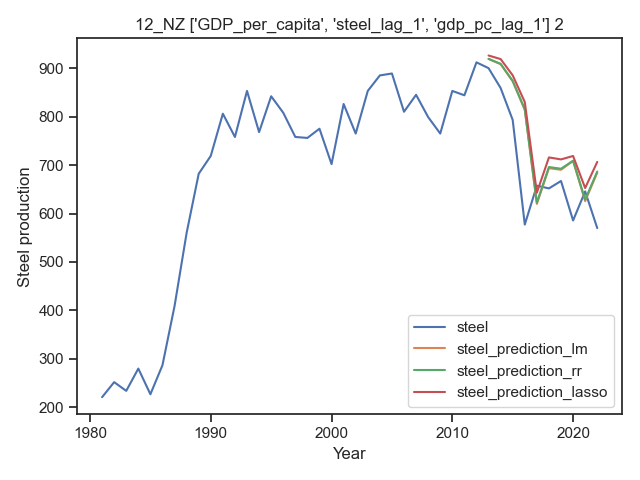 12_NZ ['GDP_per_capita', 'steel_lag_1', 'gdp_pc_lag_1'] 2
Steel production
900
800
700
600
500
400
300
200
1980
1990
2000
2010
2020
Year
steel
steel_prediction_lm
steel_prediction_rr
steel_prediction_lasso